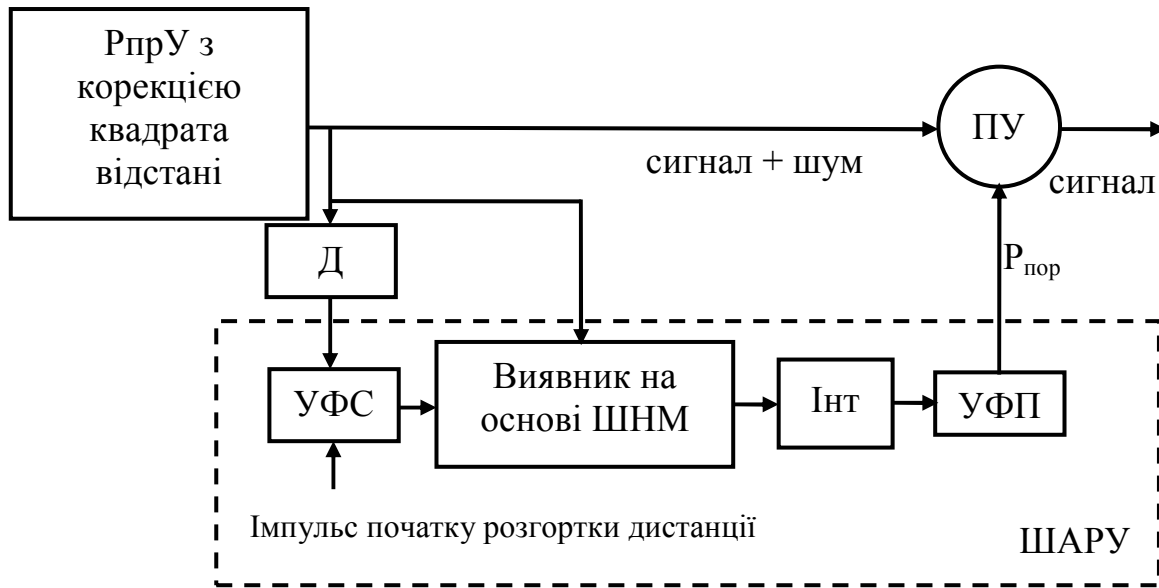 РпрУ з
корекцією
квадрата
відстані
ПУ
сигнал + шум
сигнал
Д
Рпор
УФС
Виявник на
основі ШНМ
Інт
УФП
Імпульс початку розгортки дистанції
ШАРУ